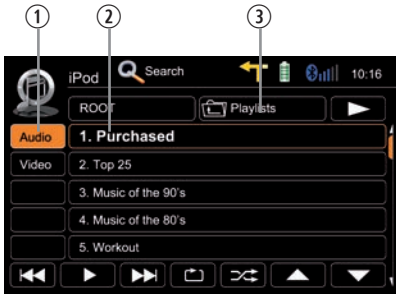 ① ② ③
iPod Search 10:16
ROOT Playlists
Audio 1. Purchased
Video 2. Top 25
3. Music of the 90's
4. Music of the 80's
5. Workout